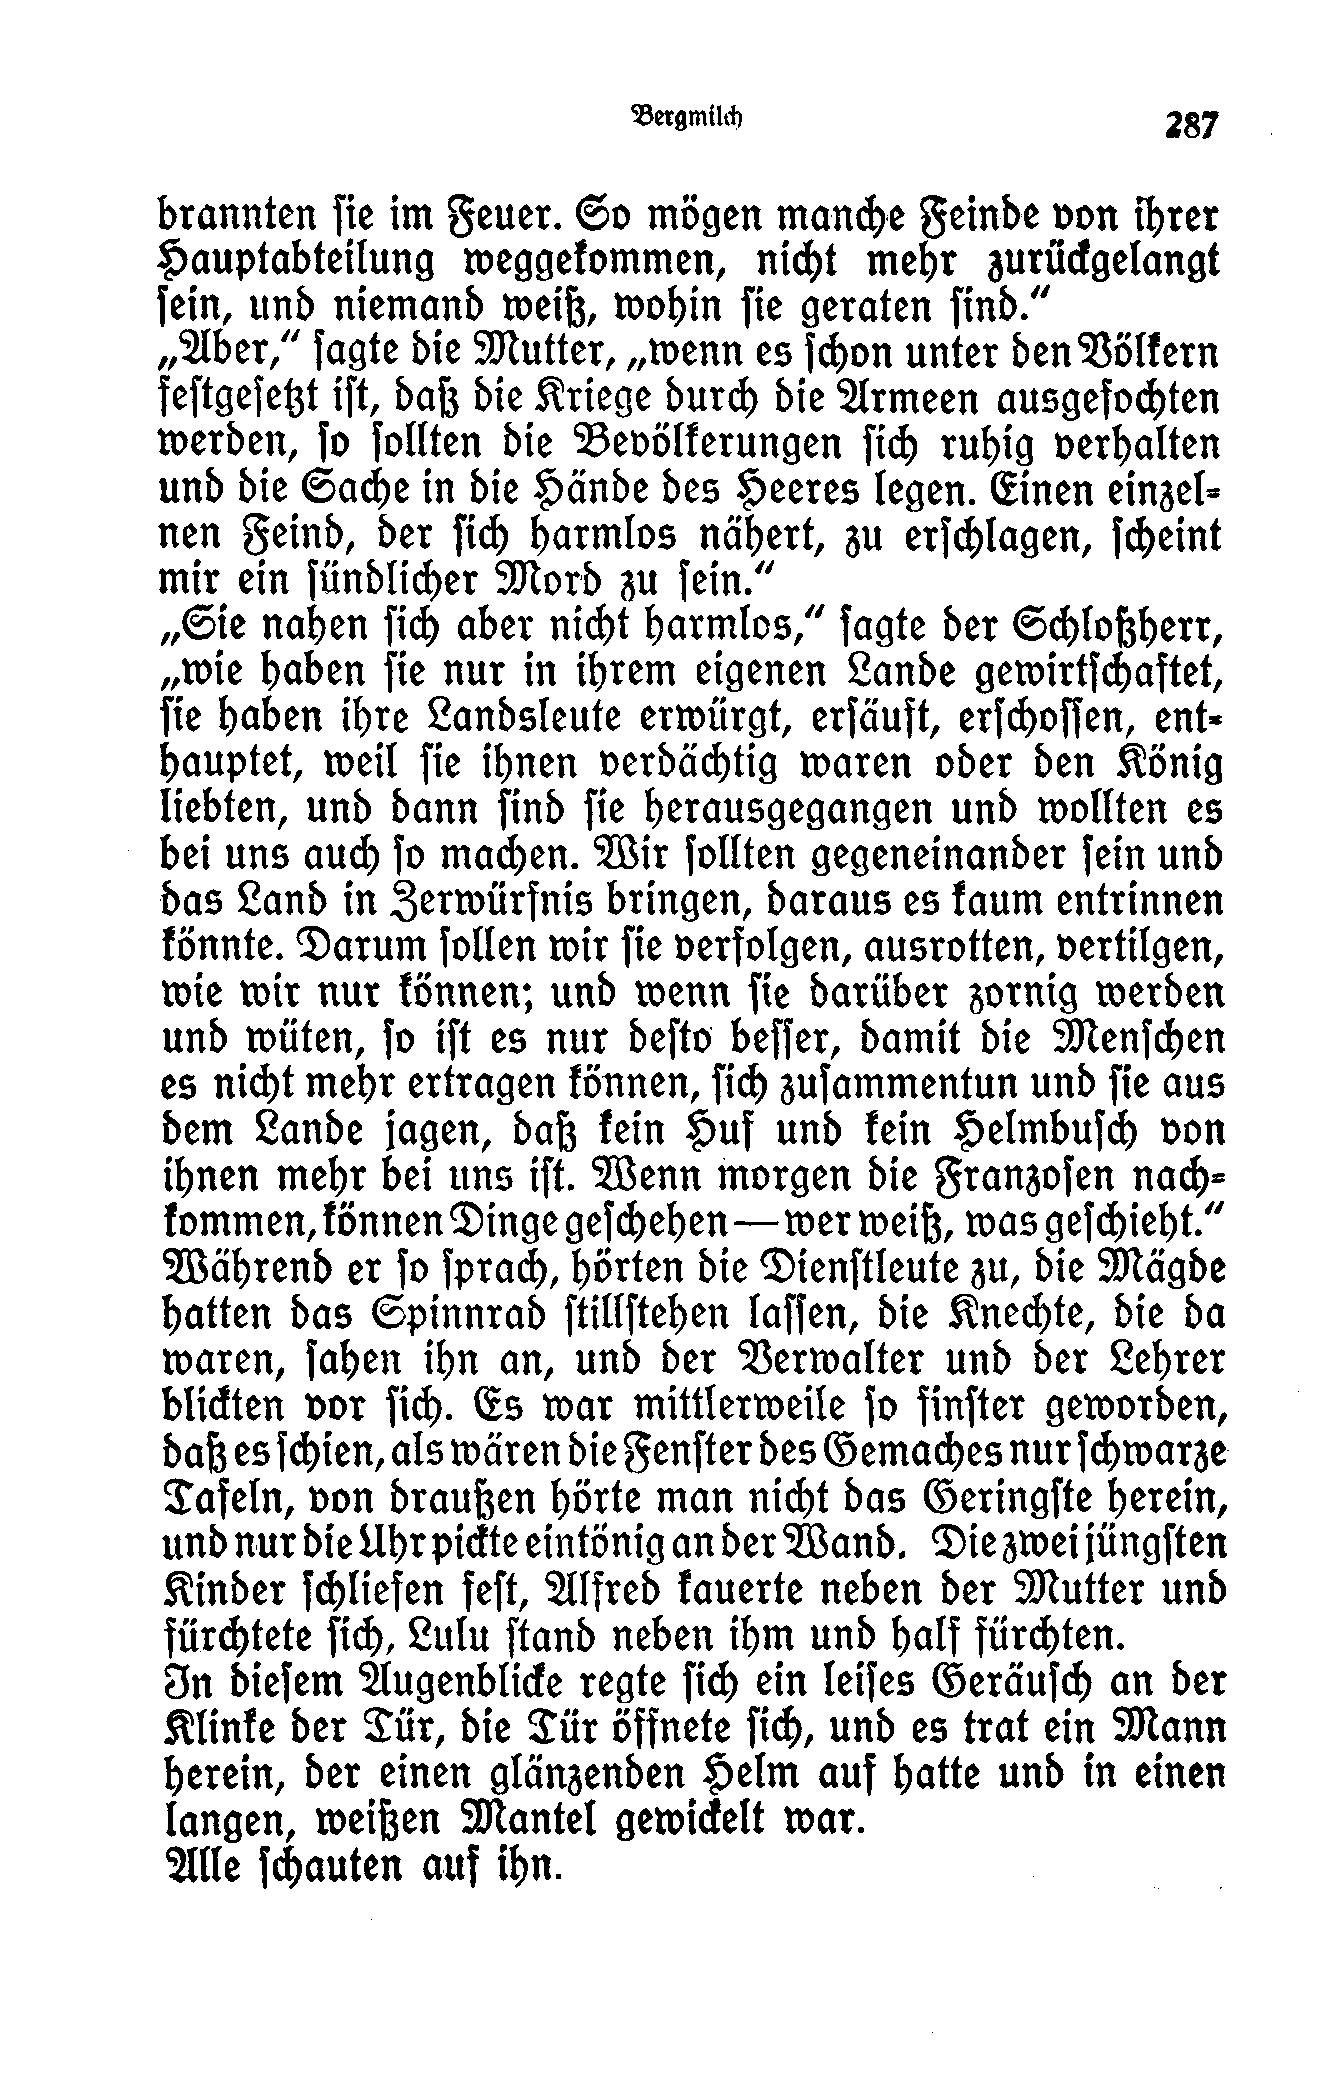 Bergmilch 287
brannten sie im Feuer. So mögen manche Feinde von ihrer
Hauptabteilung weggekommen, nicht mehr zurückgelangt
sein, und niemand weiß, wohin sie geraten sind.“
„Aber,“ sagte die Mutter, „wenn es schon unter den Völkern
festgesetzt ist, daß die Kriege durch die Armeen ausgefochten
werden, so sollten die Bevölkerungen sich ruhig verhalten
und die Sache in die Hände des Heeres legen. Einen einzel-
nen Feind, der sich harmlos nähert, zu erschlagen, scheint
mir ein sündlicher Mord zu sein.“
„Sie nahen sich aber nicht harmlos,“ sagte der Schloßherr,
„wie haben sie nur in ihrem eigenen Lande gewirtschaftet,
sie haben ihre Landsleute erwürgt, ersäuft, erschossen, ent-
hauptet, weil sie ihnen verdächtig waren oder den König
liebten, und dann sind sie herausgegangen und wollten es
bei uns auch so machen. Wir sollten gegeneinander sein und
das Land in Zerwürfnis bringen, daraus es kaum entrinnen
könnte. Darum sollen wir sie verfolgen, ausrotten, vertilgen,
wie wir nur können; und wenn sie darüber zornig werden
und wüten, so ist es nur desto besser, damit die Menschen
es nicht mehr ertragen können, sich zusammentun und sie aus
dem Lande jagen, daß kein Huf und kein Helmbusch von
ihnen mehr bei uns ist. Wenn morgen die Franzosen nach-
kommen, können Dinge geschehen — wer weiß, was geschieht.“
Während er so sprach, hörten die Dienstleute zu, die Mägde
hatten das Spinnrad stillstehen lassen, die Knechte, die da
waren, sahen ihn an, und der Verwalter und der Lehrer
blickten vor sich. Es war mittlerweile so finster geworden,
daß es schien, als wären die Fenster des Gemaches nur schwarze
Tafeln, von draußen hörte man nicht das Geringste herein,
und nur die Uhr pickte eintönig an der Wand. Die zwei jüngsten
Kinder schliefen fest, Alfred kauerte neben der Mutter und
fürchtete sich, Lulu stand neben ihm und half fürchten.
In diesem Augenblicke regte sich ein leises Geräusch an der
Klinke der Tür, die Tür öffnete sich, und es trat ein Mann
herein, der einen glänzenden Helm auf hatte und in einen
langen, weißen Mantel gewickelt war.
Alle schauten auf ihn.